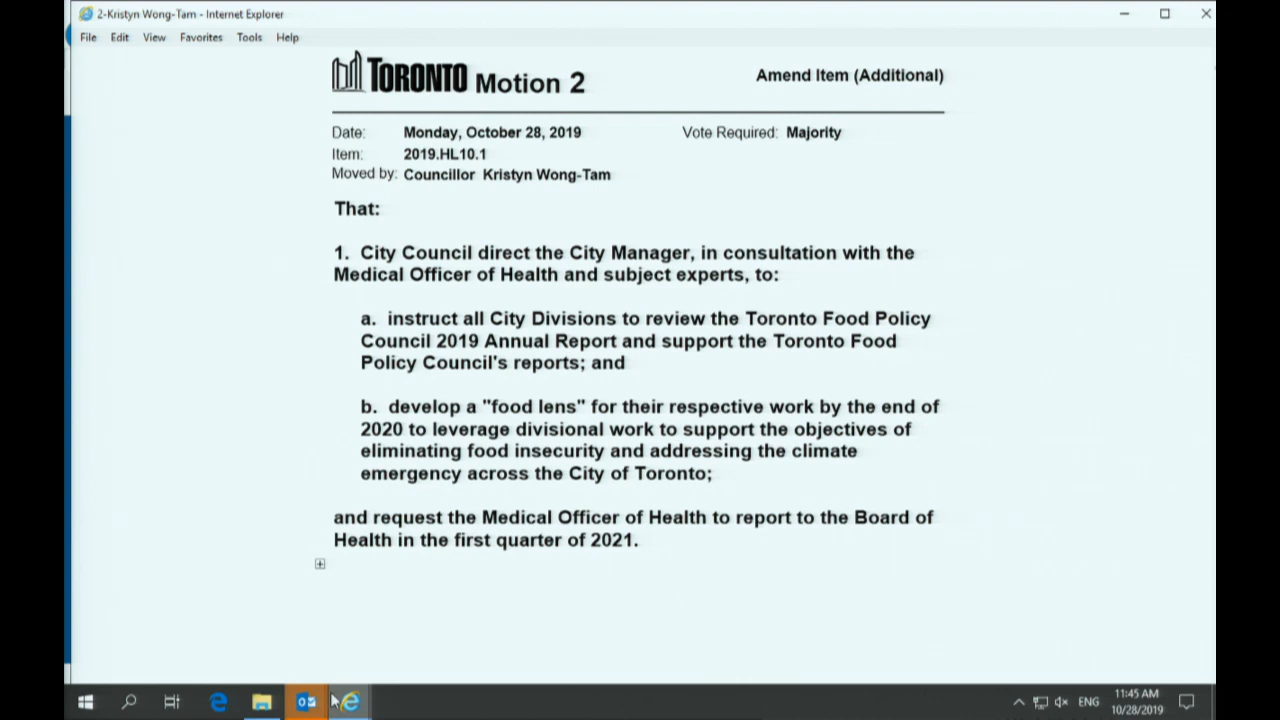 2-Kristyn Wong-Tam - Internet Explorer
File Edit View Favorites Tools Help
TORONTO Motion 2 Amend Item (Additional)
Date: Monday, October 28, 2019 Vote Required: Majority
Item: 2019.HL10.1
Moved by: Councillor Kristyn Wong-Tam
That:
1. City Council direct the City Manager, in consultation with the
Medical Officer of Health and subject experts, to:
a. instruct all City Divisions to review the Toronto Food Policy
Council 2019 Annual Report and support the Toronto Food
Policy Council's reports; and
b. develop a "food lens" for their respective work by the end of
2020 to leverage divisional work to support the objectives of
eliminating food insecurity and addressing the climate
emergency across the City of Toronto;
and request the Medical Officer of Health to report to the Board of
Health in the first quarter of 2021.
ENG 11:45 AM
10/28/2019